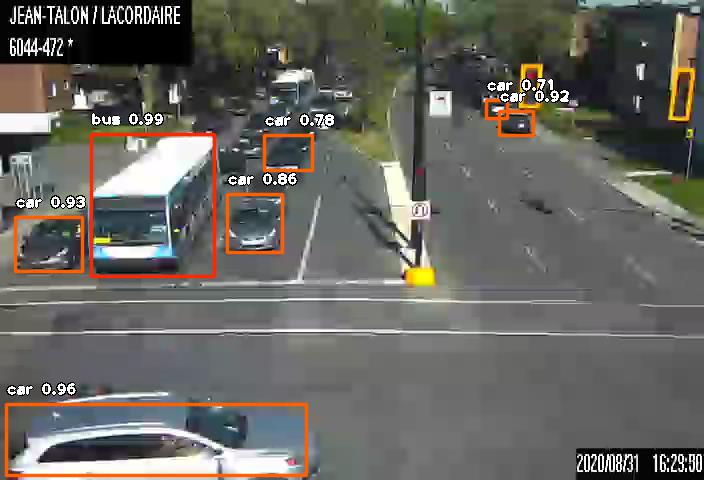 JEAN-TALON / LACORDAIRE
6044-472 *
car 0.71
car 0.92
bus 0.99
car 0.78
car 0.86
car 0.93
car 0.96
2020/08/31 16:29:50